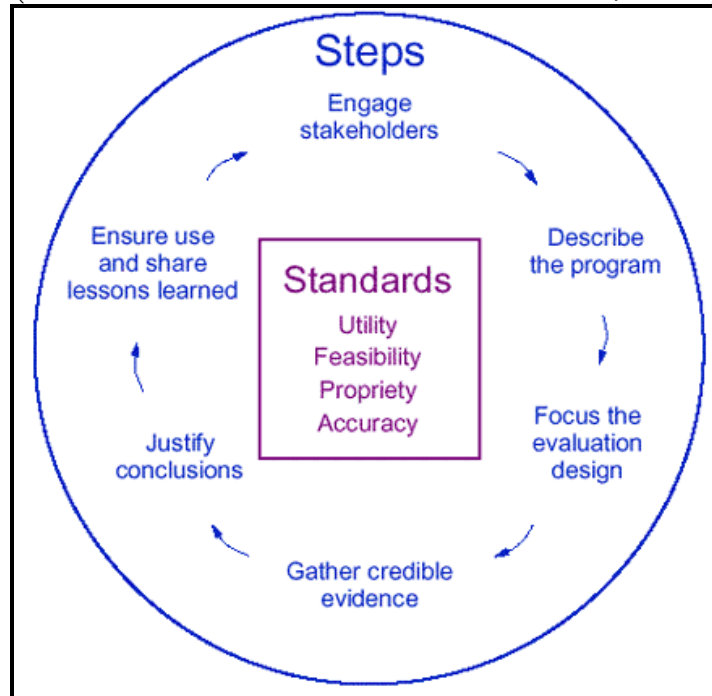 Steps
Engage
stakeholders
Describe
the program
Focus the
evaluation
design
Gather credible
evidence
Justify
conclusions
Ensure use
and share
lessons learned
Standards
Utility
Feasibility
Propriety
Accuracy